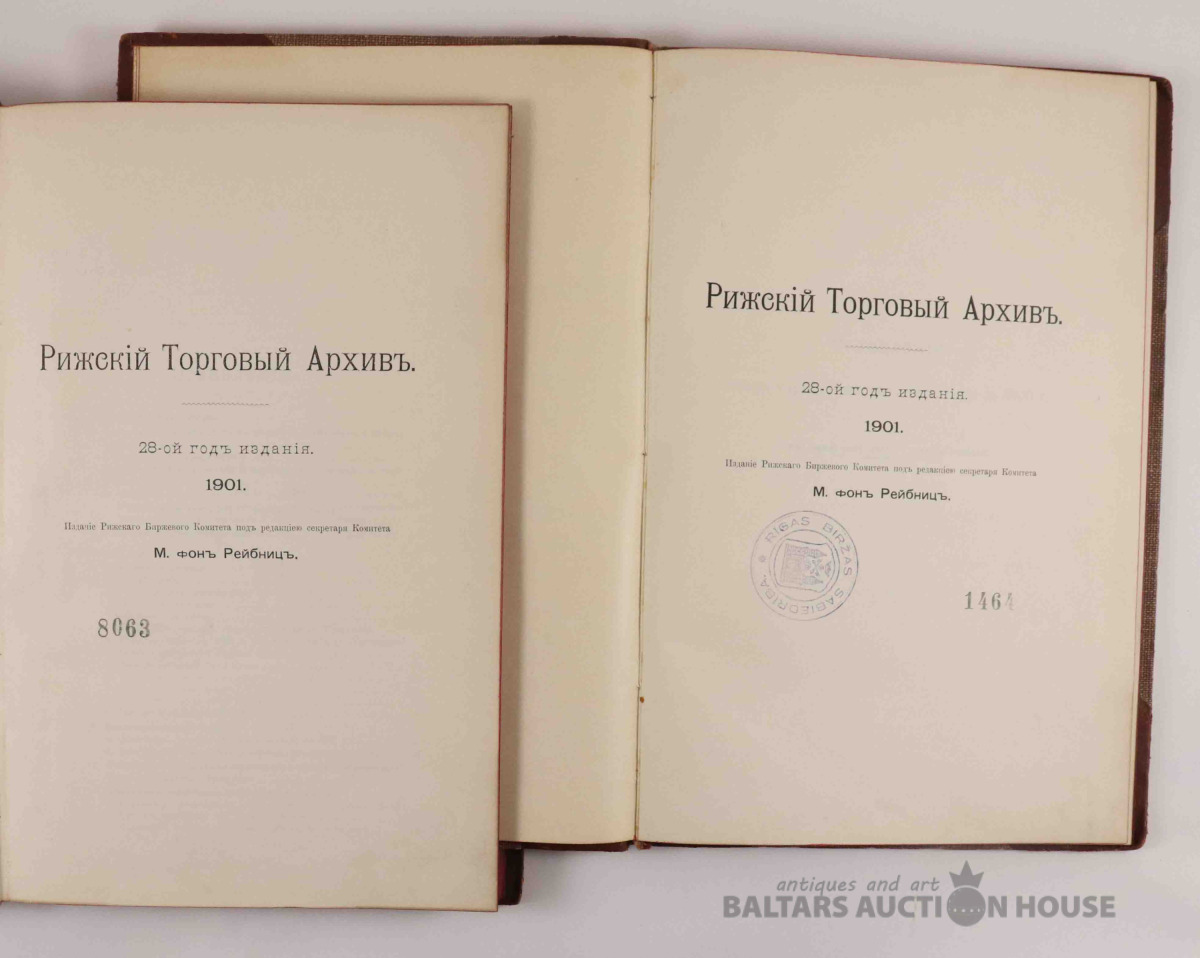 Рижскій Торговый Архивъ.
28-ой годъ изданія.
1901.
Изданіе Рижскаго Биржевого Комитета подъ редакціею секретаря Комитета
М. фонъ Рейбницъ.
8063
Рижскій Торговый Архивъ.
28-ой годъ изданія.
1901.
Изданіе Рижскаго Биржевого Комитета подъ редакціею секретаря Комитета
М. фонъ Рейбницъ.
RIGAS BIRŽAS SABIEDRIBA *
1464
antiques and art
BALTARS AUCTION HOUSE